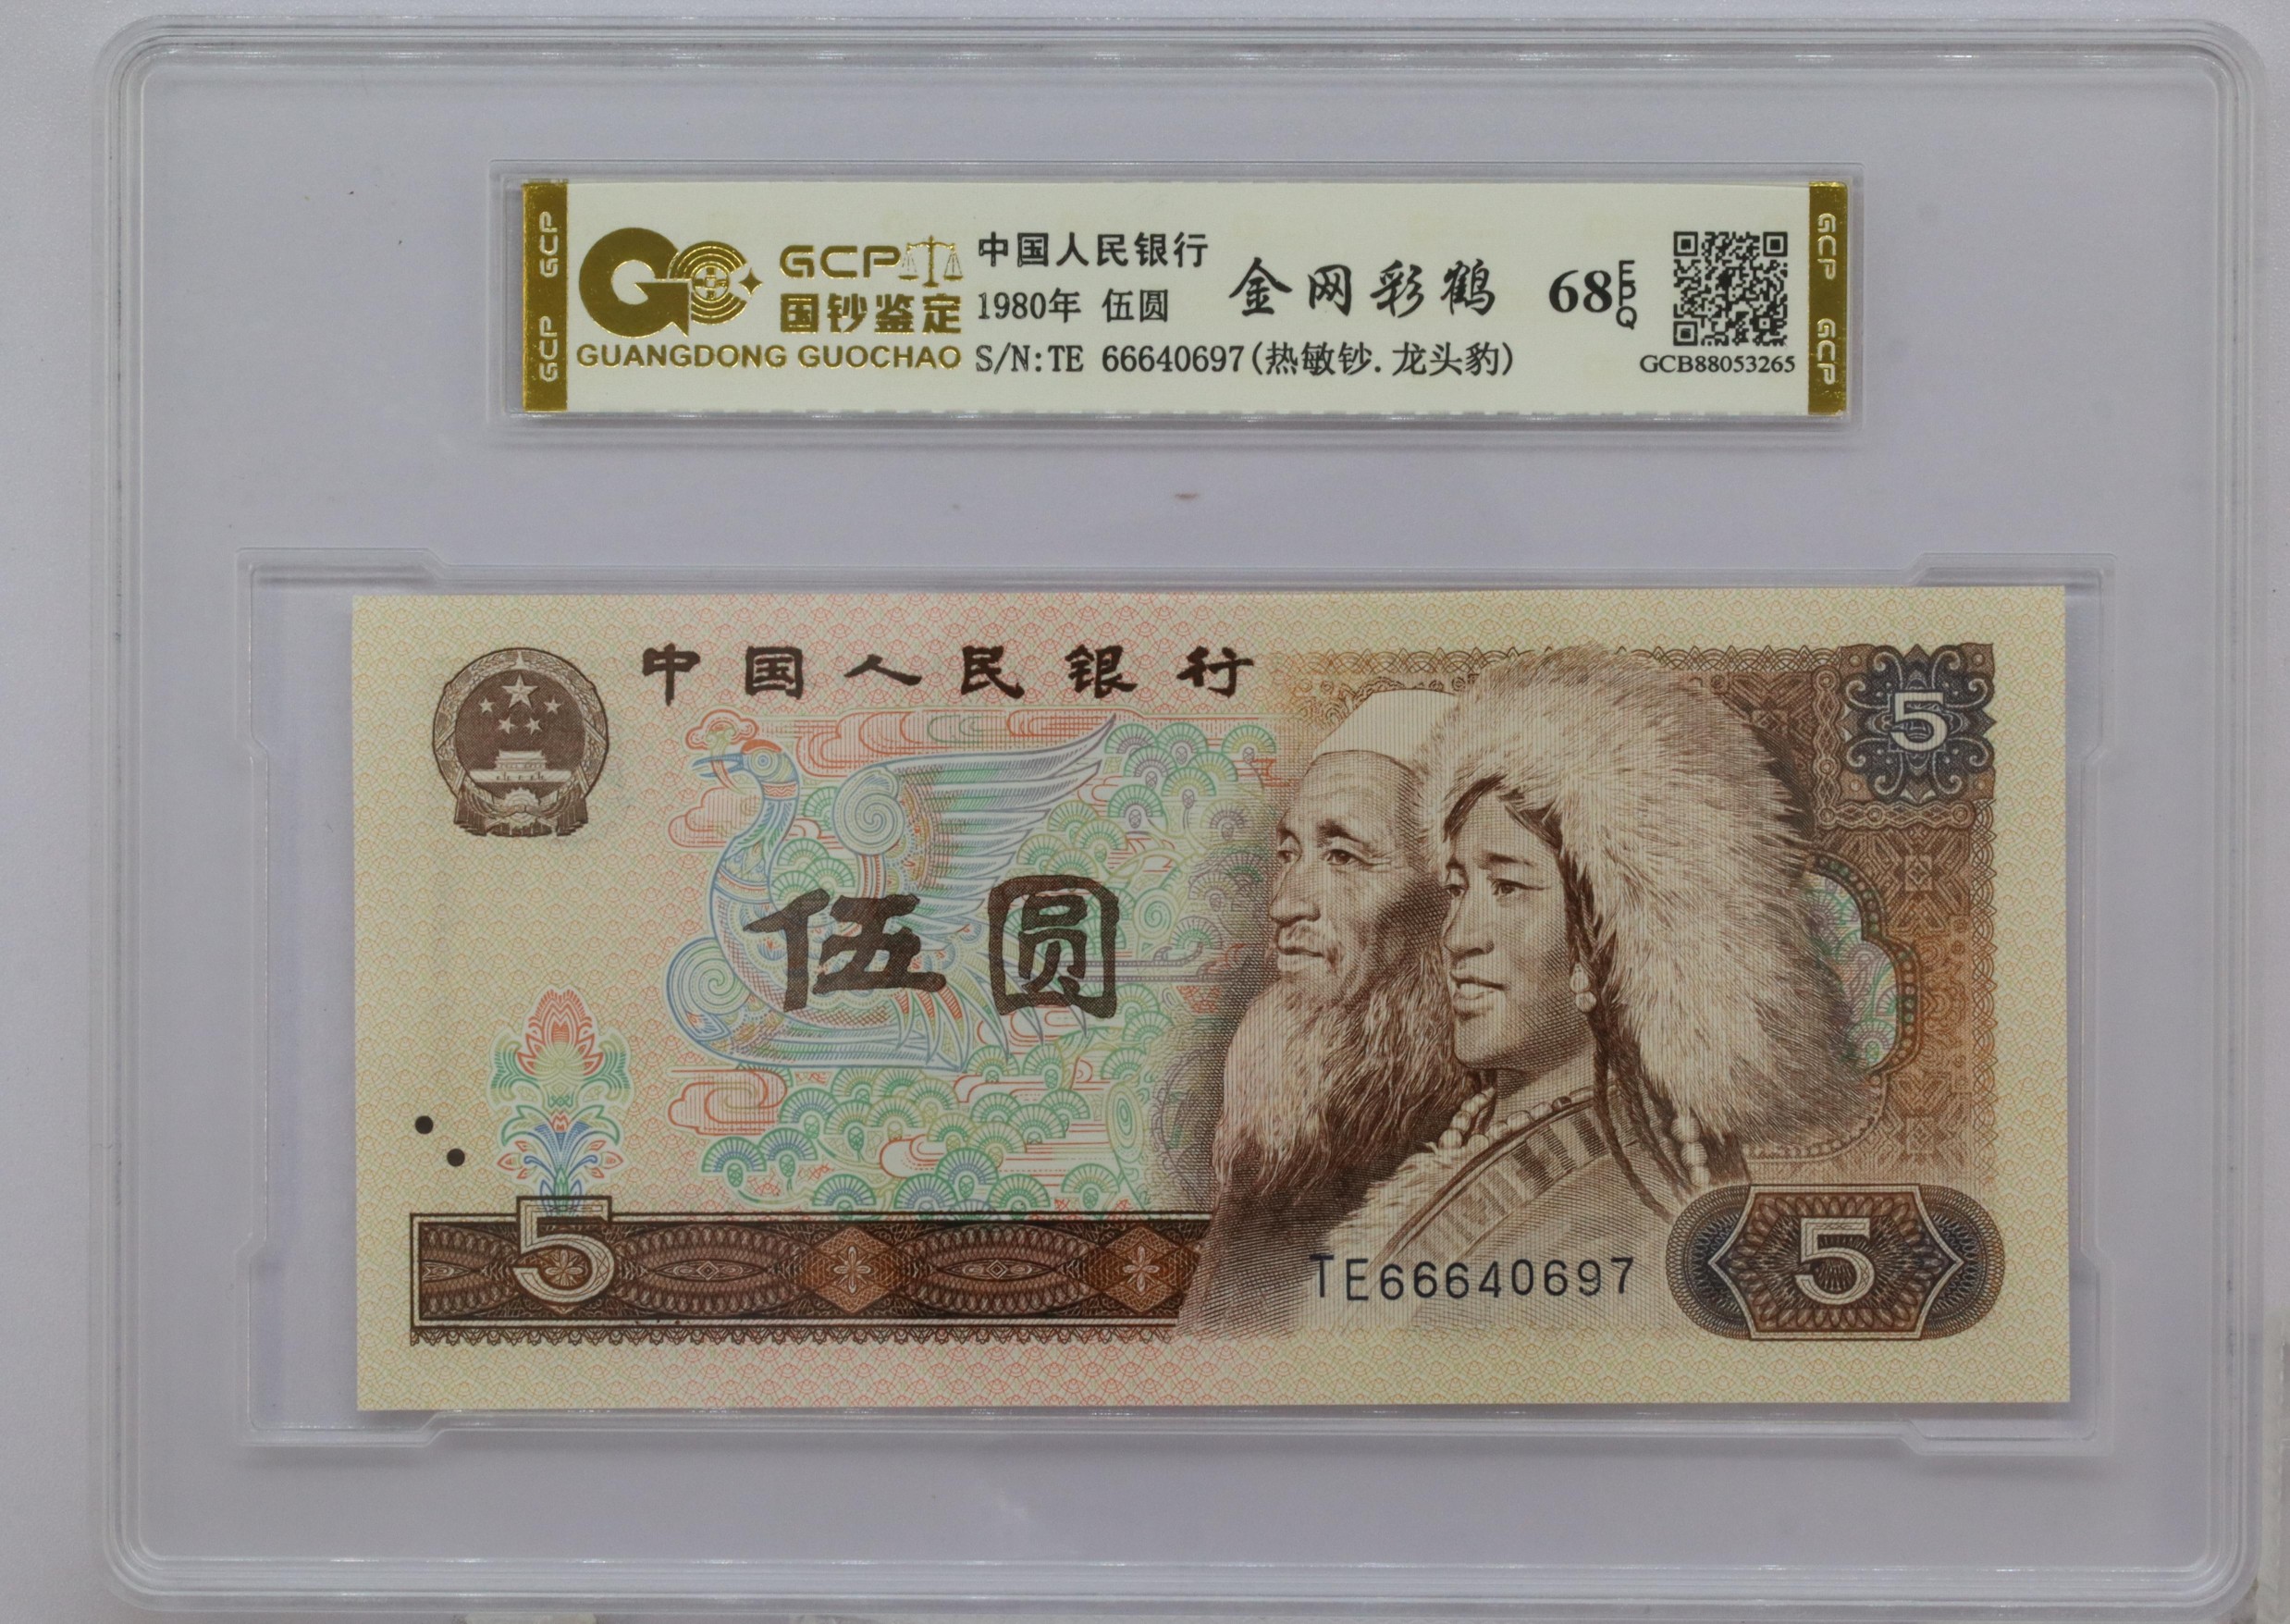 GCP GCP
GCP
国钞鉴定
GUANGDONG GUOCHAO
中国人民银行
1980年 伍圆
S/N:TE 66640697(热敏钞.龙头豹)
金网彩鹤
68
EPQ
GCB88053265
GCP GCP
中国人民银行
5
伍圆
5
TE66640697
5